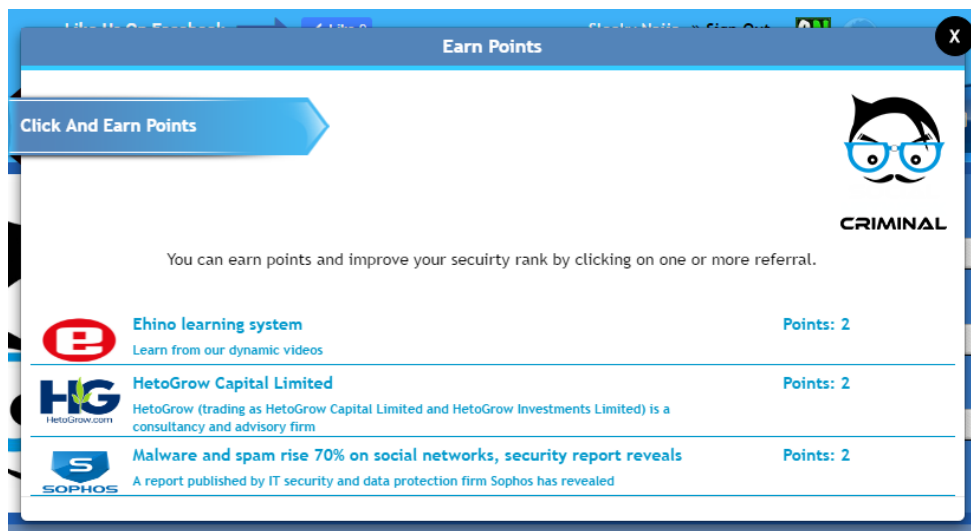 Earn Points
X
Click And Earn Points
CRIMINAL
You can earn points and improve your secuirty rank by clicking on one or more referral.
Ehino learning system
Points: 2
Learn from our dynamic videos
HetoGrow Capital Limited
Points: 2
HG
HetoGrow.com
HetoGrow (trading as HetoGrow Capital Limited and HetoGrow Investments Limited) is a
consultancy and advisory firm
Malware and spam rise 70% on social networks, security report reveals
Points: 2
S
SOPHOS
A report published by IT security and data protection firm Sophos has revealed